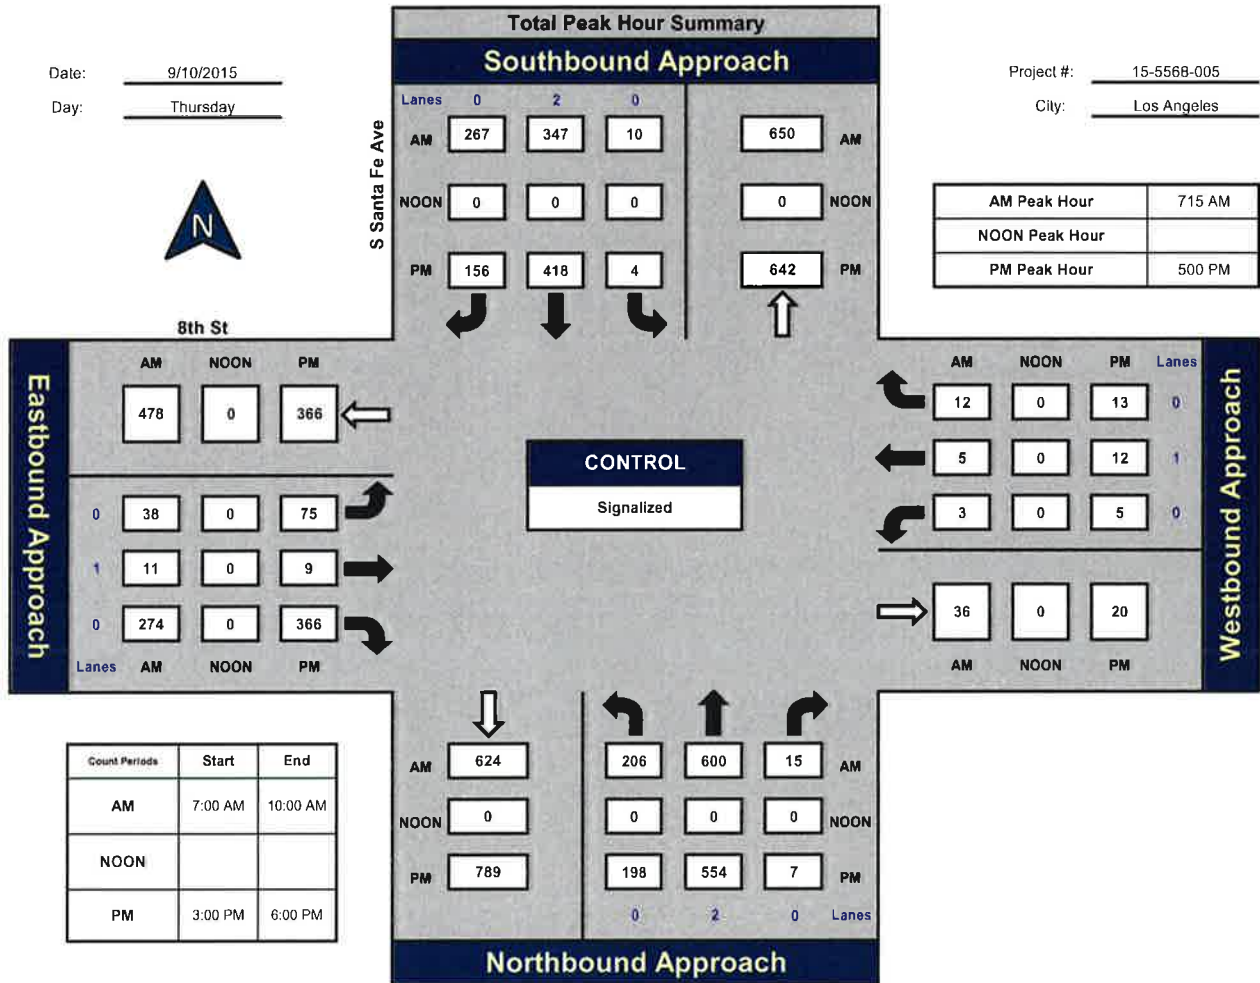 Total Peak Hour Summary
Southbound Approach
Date: 9/10/2015
Day: Thursday
Project #: 15-5568-005
City: Los Angeles
N
S Santa Fe Ave
Lanes 0 2 0
AM 267 347 10 650 AM
NOON 0 0 0 0 NOON
PM 156 418 4 642 PM
AM Peak Hour 715 AM
NOON Peak Hour
PM Peak Hour 500 PM
8th St
Eastbound Approach
AM NOON PM
478 0 366
0 38 0 75
1 11 0 9
0 274 0 366
Lanes AM NOON PM
CONTROL
Signalized
AM NOON PM Lanes
12 0 13 0
5 0 12 1
3 0 5 0
36 0 20
AM NOON PM
Westbound Approach
Count Periods Start End
AM 7:00 AM 10:00 AM
NOON
PM 3:00 PM 6:00 PM
AM 624 206 600 15 AM
NOON 0 0 0 0 NOON
PM 789 198 554 7 PM
0 2 0 Lanes
Northbound Approach